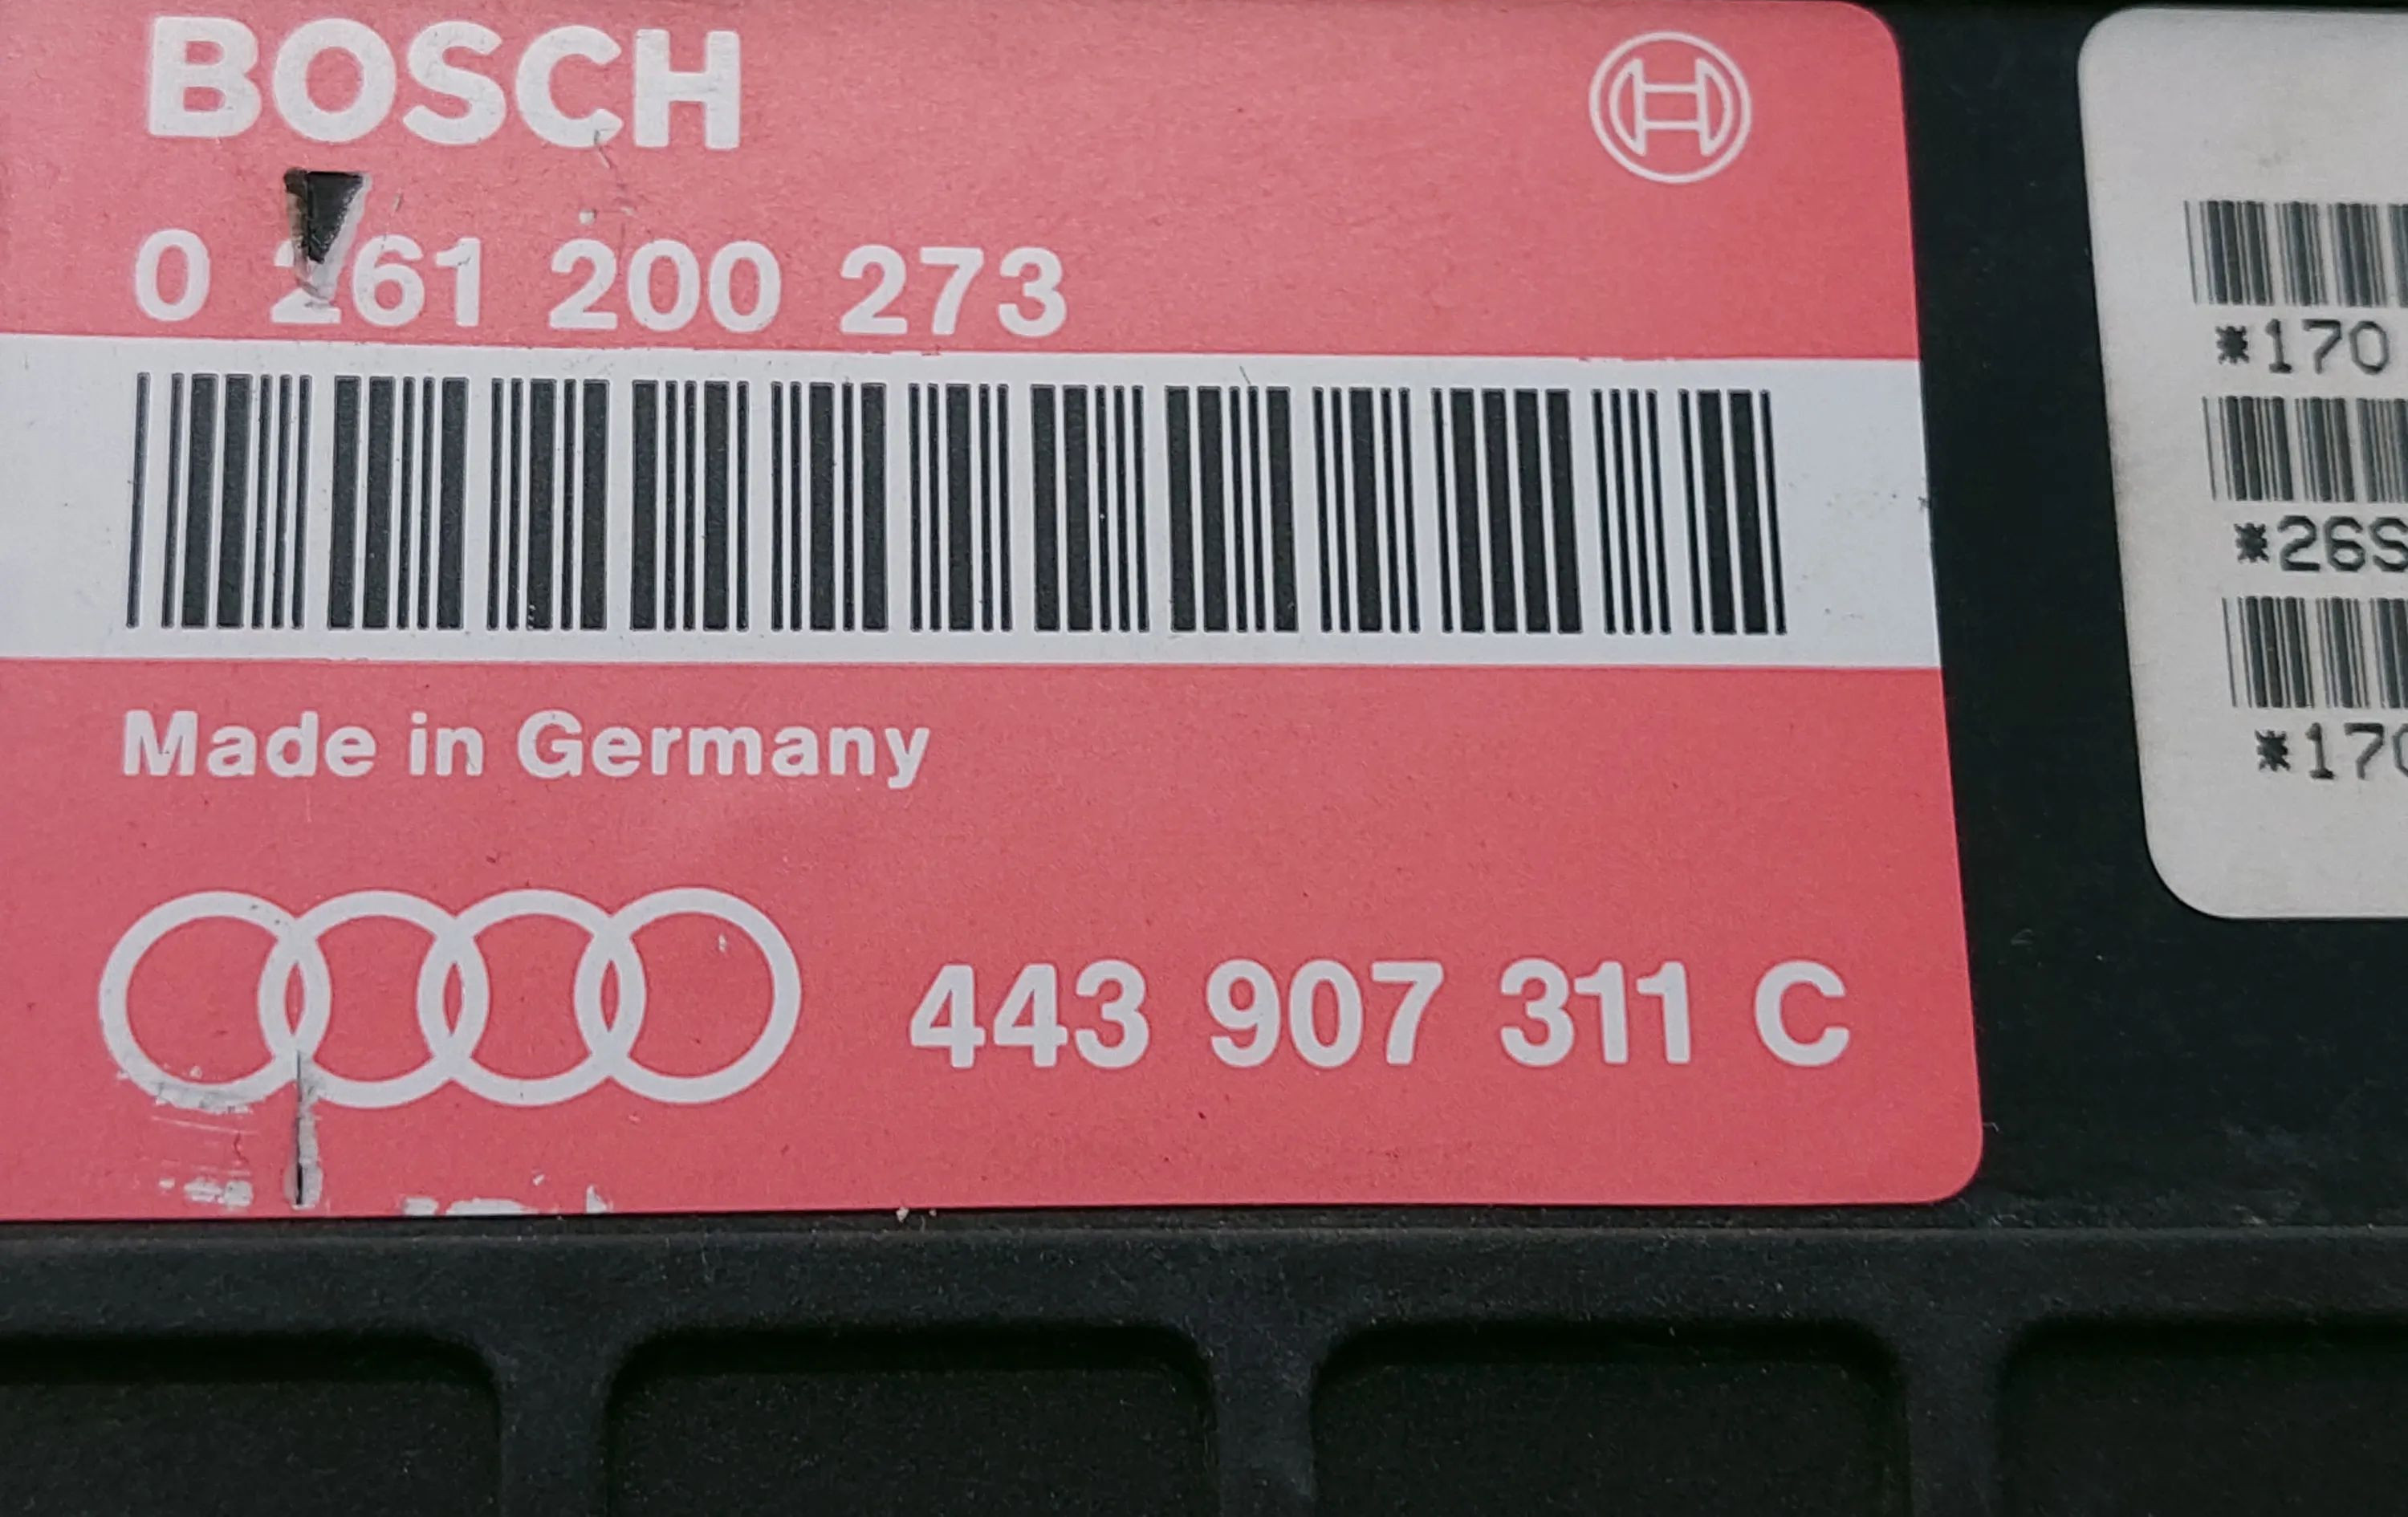 BOSCH
0 261 200 273
Made in Germany
443 907 311 C
*170
*26S
*170